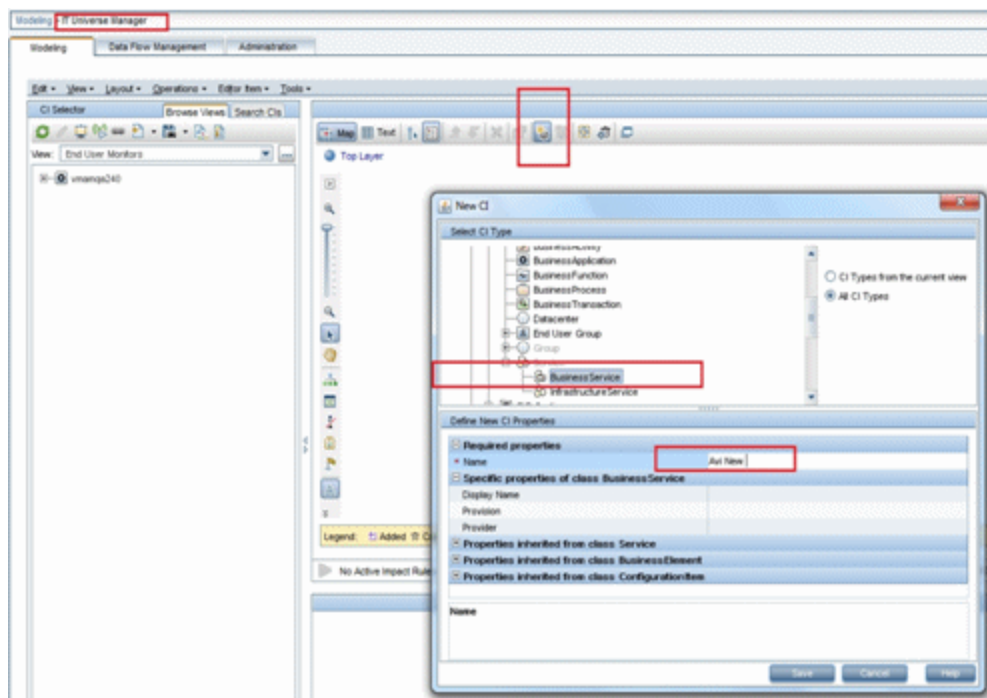 Modeling - IT Universe Manager
Modeling Data Flow Management Administration
Edit View Layout Operations Editor Item Tools
CI Selector Browse Views Search CIs
View: End User Monitors ...
vmamqa240
Map Text
Top Layer
New CI
Select CI Type
BusinessActivity
BusinessApplication
BusinessFunction
BusinessProcess
BusinessTransaction
Datacenter
End User Group
Group
Service
BusinessService
InfrastructureService
CI Types from the current view
All CI Types
Define New CI Properties
Required properties
* Name Avi New
Specific properties of class BusinessService
Display Name
Provision
Provider
Properties inherited from class Service
Properties inherited from class BusinessElement
Properties inherited from class ConfigurationItem
Name
Save Cancel Help
Legend: Added
No Active Impact Rule